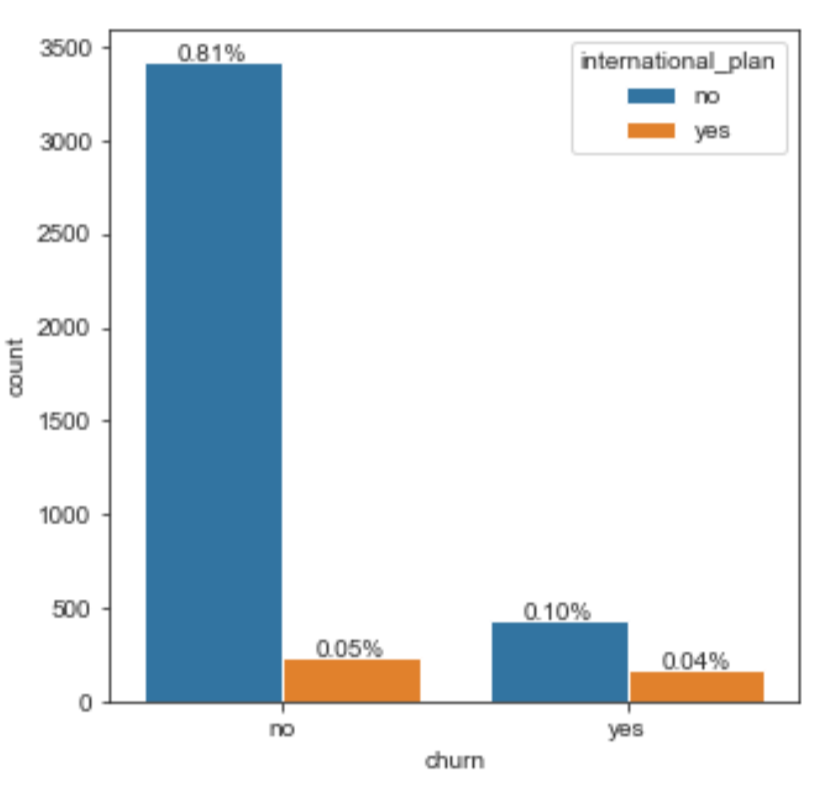 3500
0.81%
international_plan
no
yes
3000
2500
2000
count
1500
1000
500
0.10%
0.05%
0.04%
0
no
yes
churn